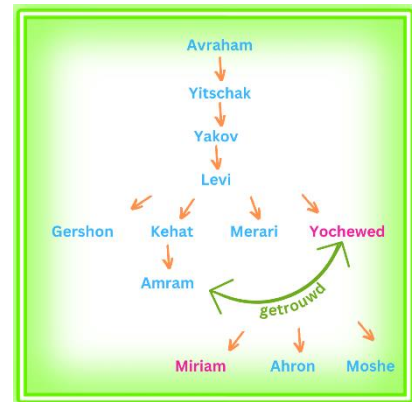 Avraham
Yitschak
Yakov
Levi
Gershon Kehat Merari Yochewed
Amram
getrouwd
Miriam Ahron Moshe